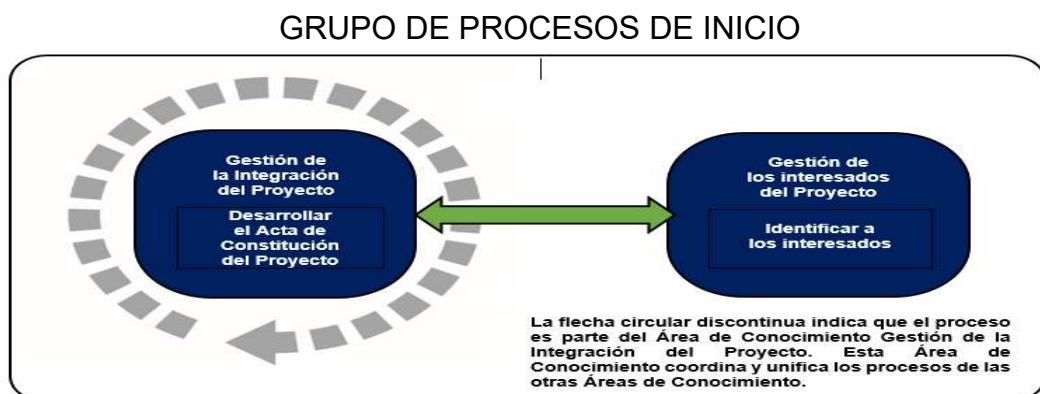 GRUPO DE PROCESOS DE INICIO
Gestión de
la Integración
del Proyecto
Desarrollar
el Acta de
Constitución
del Proyecto
Gestión de
los interesados
del Proyecto
Identificar a
los interesados
La flecha circular discontinua indica que el proceso
es parte del Área de Conocimiento Gestión de la
Integración del Proyecto. Esta Área de
Conocimiento coordina y unifica los procesos de las
otras Áreas de Conocimiento.